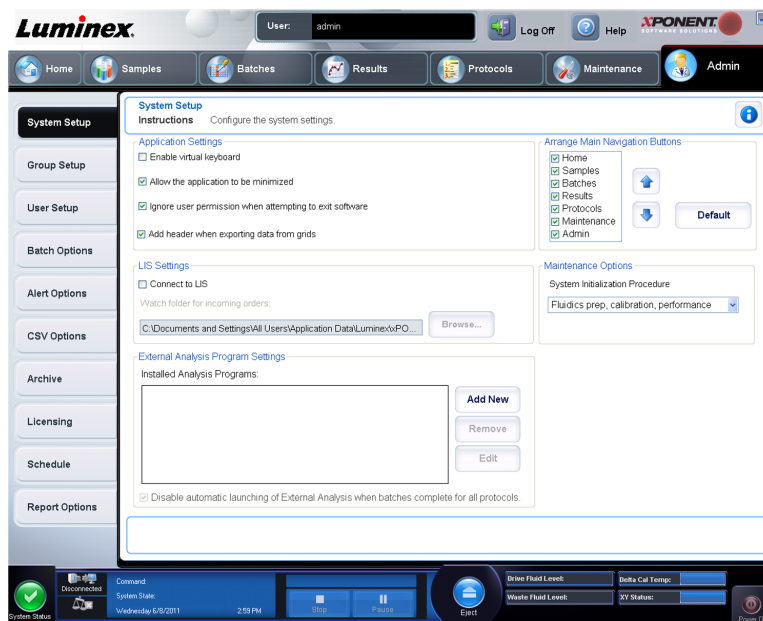 Luminex.
User: admin
Log Off
Help
XPONENT.
SOFTWARE SOLUTIONS
Home
Samples
Batches
Results
Protocols
Maintenance
Admin
System Setup
Group Setup
User Setup
Batch Options
Alert Options
CSV Options
Archive
Licensing
Schedule
Report Options
System Setup
Instructions Configure the system settings.
Application Settings
Enable virtual keyboard
Allow the application to be minimized
Ignore user permission when attempting to exit software
Add header when exporting data from grids
Arrange Main Navigation Buttons
Home
Samples
Batches
Results
Protocols
Maintenance
Admin
Default
LIS Settings
Connect to LIS
Watch folder for incoming orders:
C:\Documents and Settings\All Users\Application Data\Luminex\xPO...
Browse...
Maintenance Options
System Initialization Procedure
Fluidics prep, calibration, performance
External Analysis Program Settings
Installed Analysis Programs:
Add New
Remove
Edit
Disable automatic launching of External Analysis when batches complete for all protocols.
System Status
Disconnected
Command:
System State:
Wednesday 6/8/2011 2:59 PM
Stop
Pause
Eject
Drive Fluid Level:
Waste Fluid Level:
Delta Cal Temp:
XY Status: